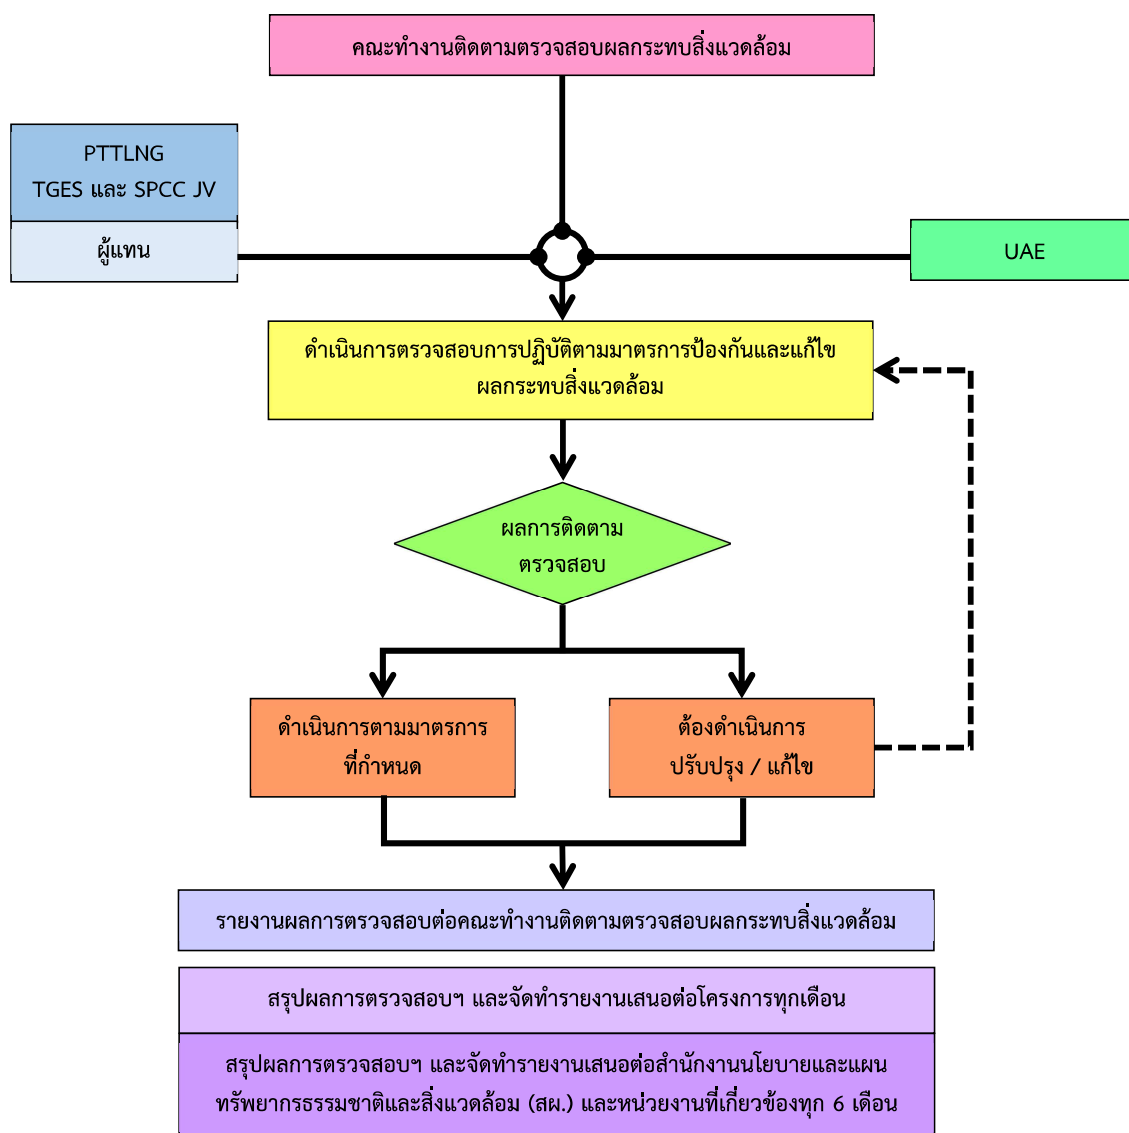 คณะทำงานติดตามตรวจสอบผลกระทบสิ่งแวดล้อม
PTTLNG
TGES และ SPCC JV
ผู้แทน
UAE
ดำเนินการตรวจสอบการปฏิบัติตามมาตรการป้องกันและแก้ไข
ผลกระทบสิ่งแวดล้อม
ผลการติดตาม
ตรวจสอบ
ดำเนินการตามมาตรการ
ที่กำหนด
ต้องดำเนินการ
ปรับปรุง / แก้ไข
รายงานผลการตรวจสอบต่อคณะทำงานติดตามตรวจสอบผลกระทบสิ่งแวดล้อม
สรุปผลการตรวจสอบฯ และจัดทำรายงานเสนอต่อโครงการทุกเดือน
สรุปผลการตรวจสอบฯ และจัดทำรายงานเสนอต่อสำนักงานนโยบายและแผน
ทรัพยากรธรรมชาติและสิ่งแวดล้อม (สผ.) และหน่วยงานที่เกี่ยวข้องทุก 6 เดือน